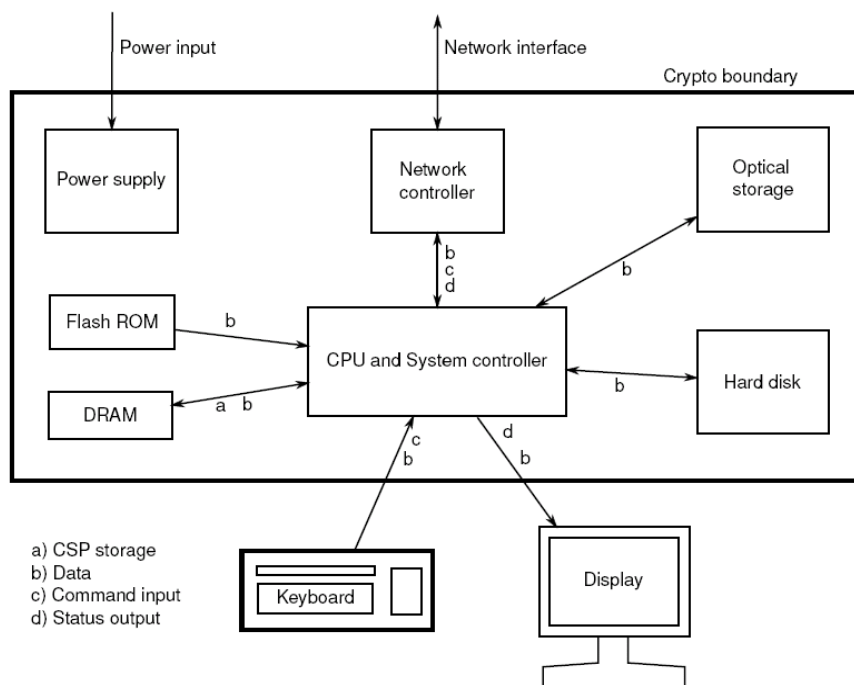 Power input
Network interface
Crypto boundary
Power supply
Network
controller
Optical
storage
b
c
d
b
Flash ROM
b
CPU and System controller
b
Hard disk
DRAM
a b
c
b
d
b
a) CSP storage
b) Data
c) Command input
d) Status output
Keyboard
Display